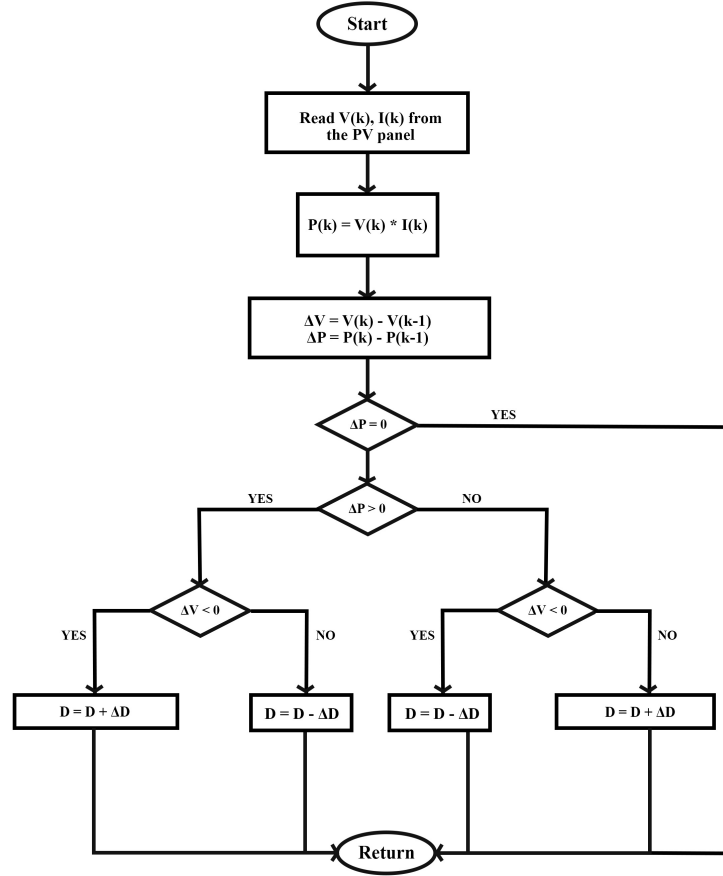 Start
Read V(k), I(k) from
the PV panel
P(k) = V(k) * I(k)
ΔV = V(k) - V(k-1)
ΔP = P(k) - P(k-1)
ΔP = 0
YES
ΔP > 0
YES
NO
ΔV < 0
ΔV < 0
YES
NO
YES
NO
D = D + ΔD
D = D - ΔD
D = D - ΔD
D = D + ΔD
Return